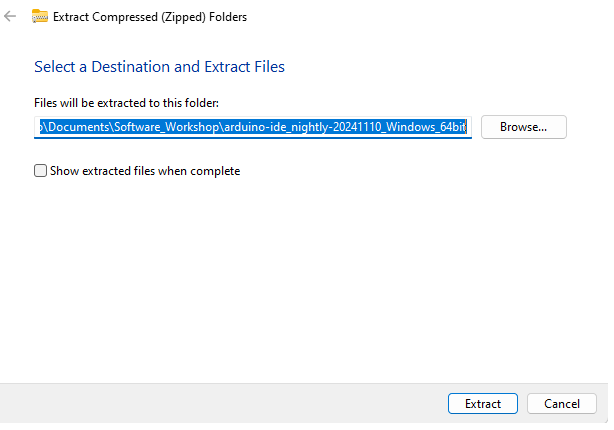 Extract Compressed (Zipped) Folders
Select a Destination and Extract Files
Files will be extracted to this folder:
\Documents\Software_Workshop\arduino-ide_nightly-20241110_Windows_64bit
Browse...
Show extracted files when complete
Extract
Cancel